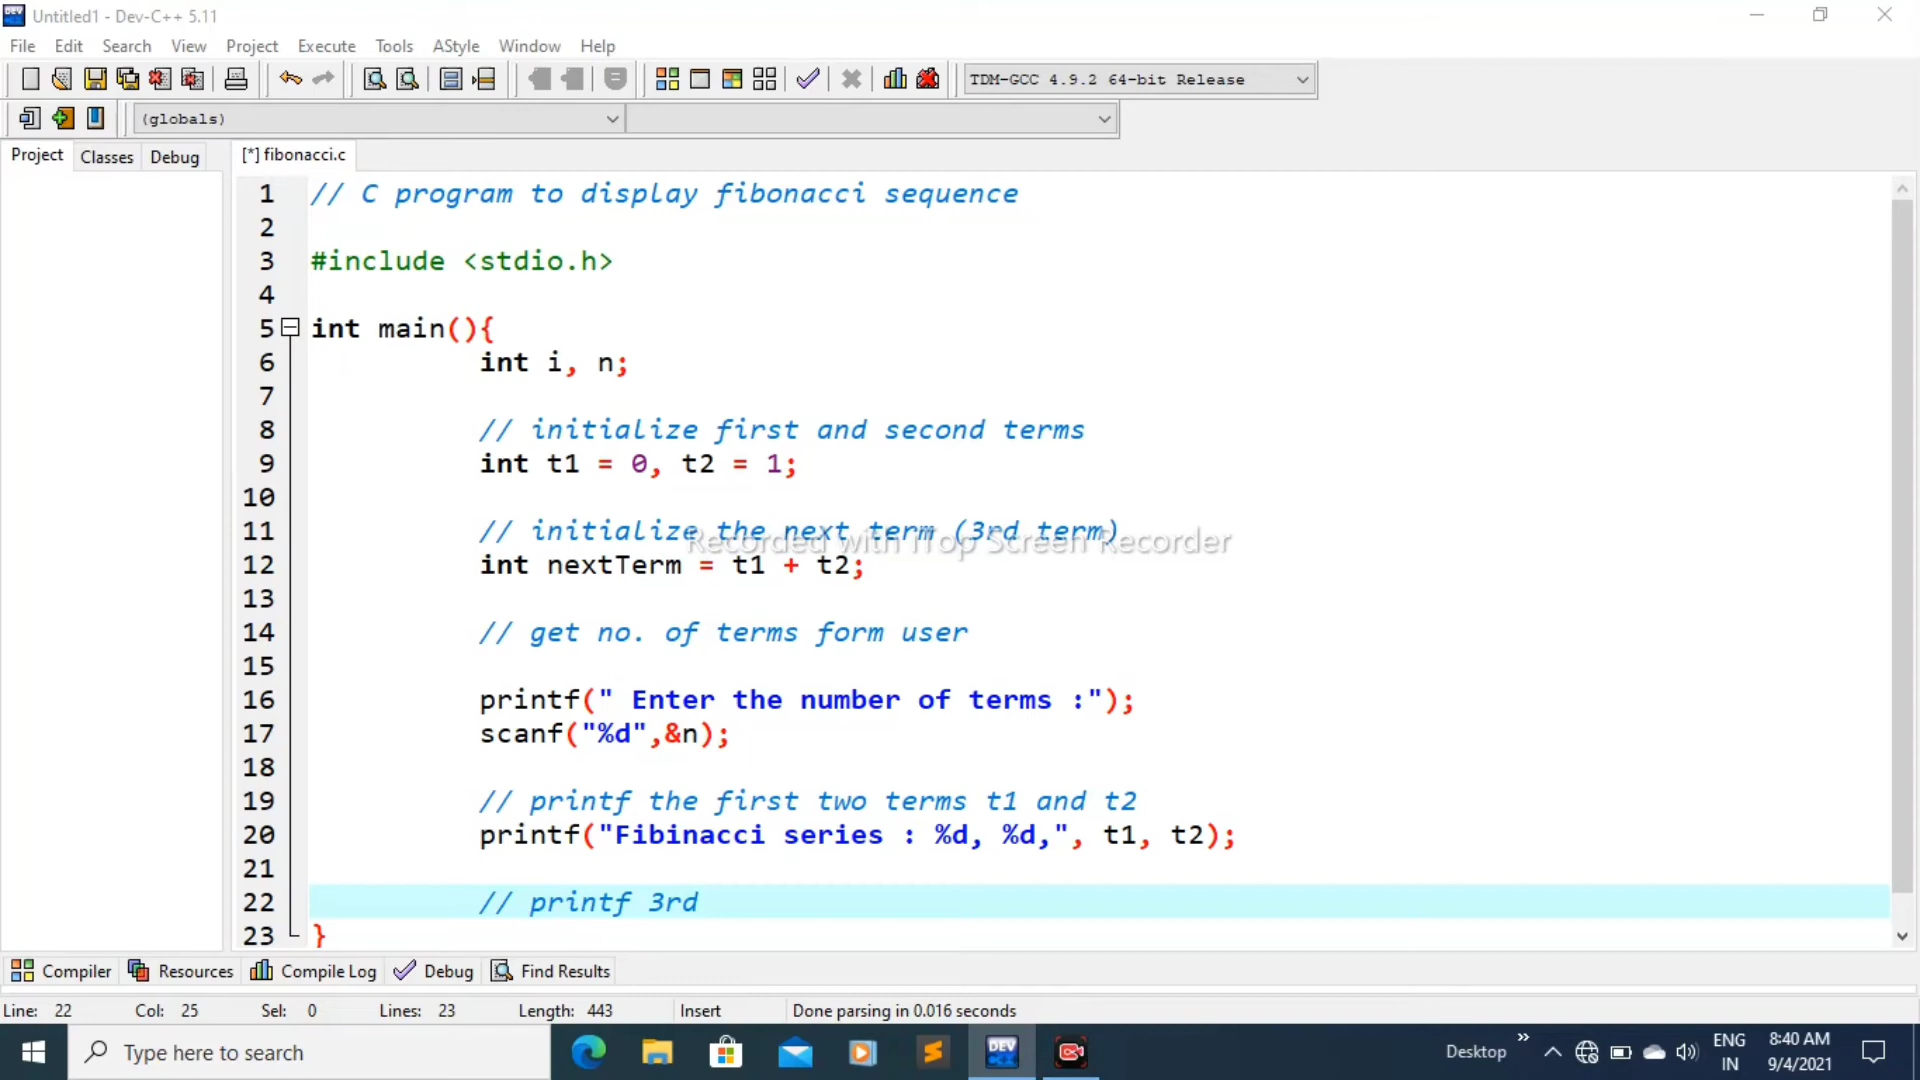 Untitled1 - Dev-C++ 5.11
File Edit Search View Project Execute Tools AStyle Window Help
TDM-GCC 4.9.2 64-bit Release
(globals)
Project Classes Debug [*] fibonacci.c
1 // C program to display fibonacci sequence
2
3 #include <stdio.h>
4
5 int main(){
6 int i, n;
7
8 // initialize first and second terms
9 int t1 = 0, t2 = 1;
10
11 // initialize the next term (3rd term)
Recorded with iTop Screen Recorder
12 int nextTerm = t1 + t2;
13
14 // get no. of terms form user
15
16 printf(" Enter the number of terms :");
17 scanf("%d",&n);
18
19 // printf the first two terms t1 and t2
20 printf("Fibinacci series : %d, %d,", t1, t2);
21
22 // printf 3rd
23 }
Compiler Resources Compile Log Debug Find Results
Line: 22 Col: 25 Sel: 0 Lines: 23 Length: 443 Insert Done parsing in 0.016 seconds
Type here to search DEV Desktop ENG 8:40 AM
IN 9/4/2021